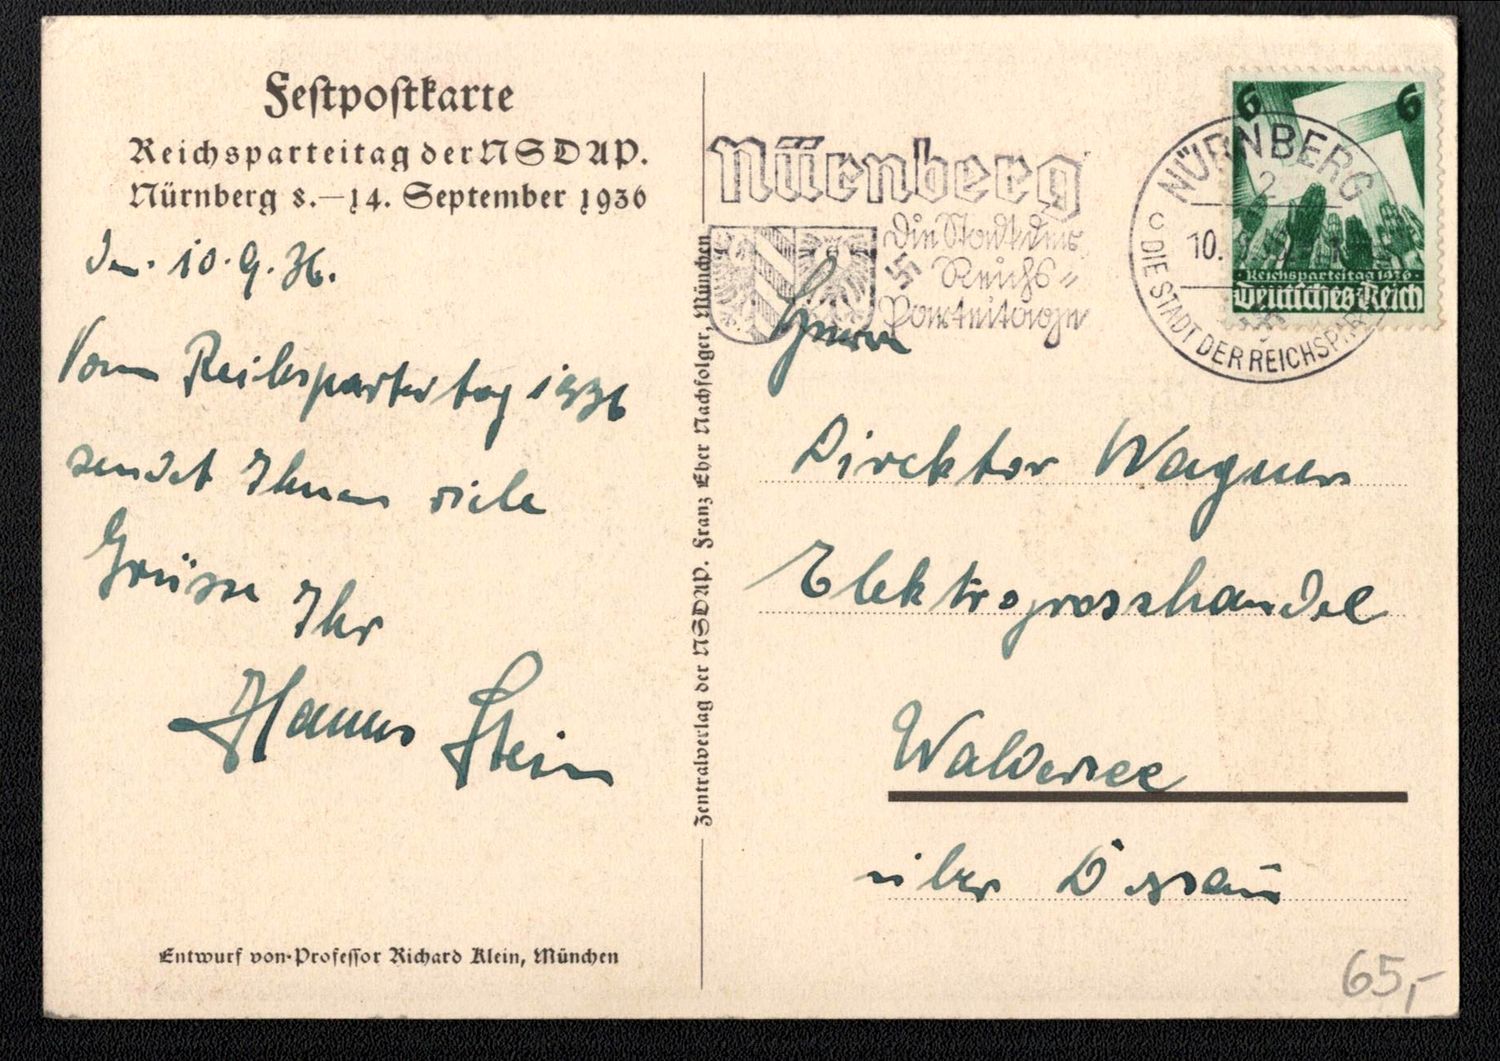 Festpostkarte
Reichsparteitag der NSDAP.
Nürnberg 8.–14. September 1936
den 10.9.36.
Vom Reichsparteitag 1936
sendet Ihnen viele
Grüsse
Ihr
Hanns Stein
Entwurf von Professor Richard Klein, München
Zentralverlag der NSDAP. Franz Eher Nachfolger, München
Nürnberg
die Stadt der
Reichs=
parteitage
NÜRNBERG
2
c
10.
DIE STADT DER REICHSPAR
6 6
Reichsparteitag 1936
Deutsches Reich
Herrn
Direktor Wagner
Elektrogrosshandel
Waldersee
über Dessau
65,-